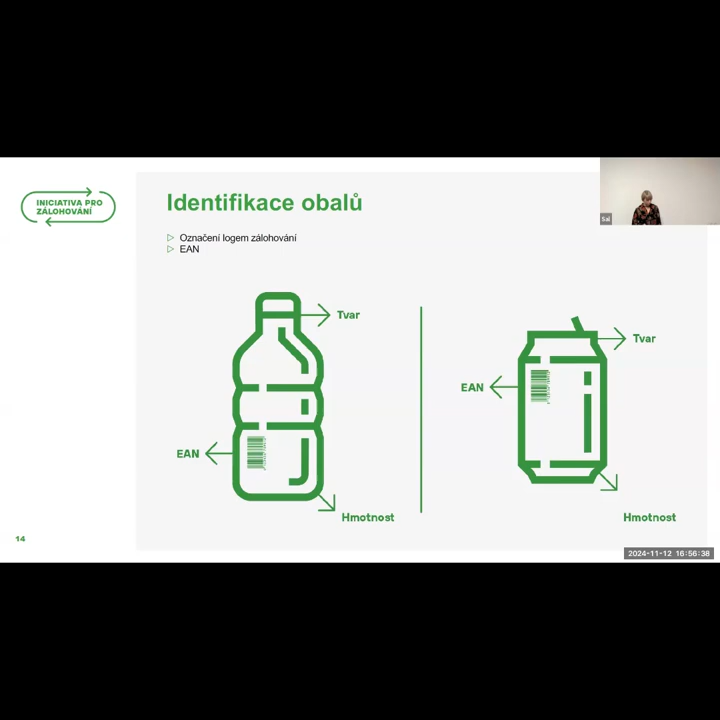 INICIATIVA PRO
ZÁLOHOVÁNÍ
Identifikace obalů
Označení logem zálohování
EAN
Tvar
EAN
Hmotnost
Tvar
EAN
Hmotnost
14
Sál
2024-11-12 16:56:38